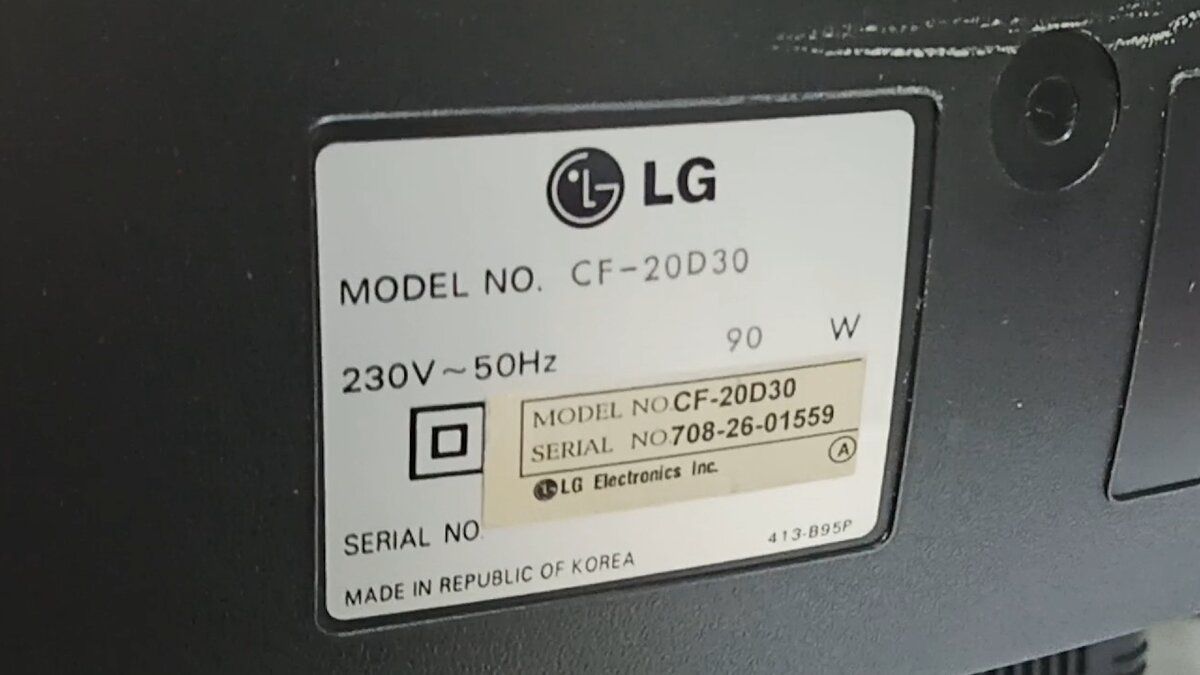 LG
MODEL NO. CF-20D30
230V~50Hz 90 W
MODEL NO.CF-20D30
SERIAL NO.708-26-01559
LG Electronics Inc. A
SERIAL NO.
413-B95P
MADE IN REPUBLIC OF KOREA